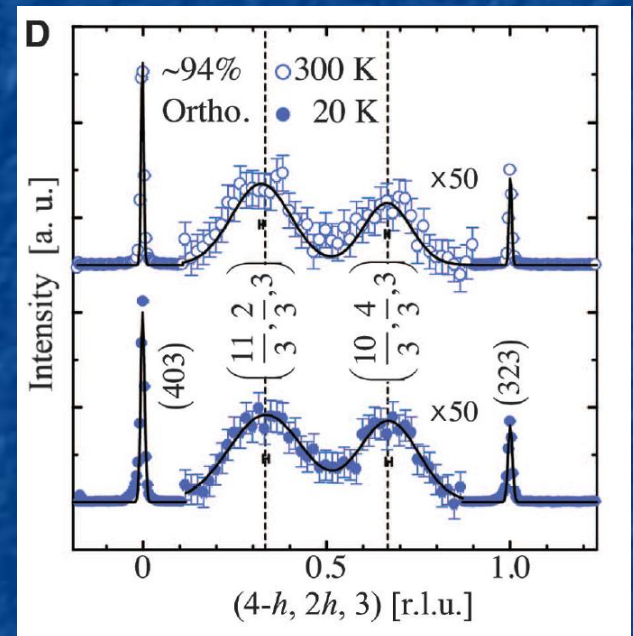 D
~94% 300 K
Ortho. 20 K
×50
(403)
(11/3, 2/3, 3)
(10/3, 4/3, 3)
×50
(323)
Intensity [a. u.]
0 0.5 1.0
(4-h, 2h, 3) [r.l.u.]